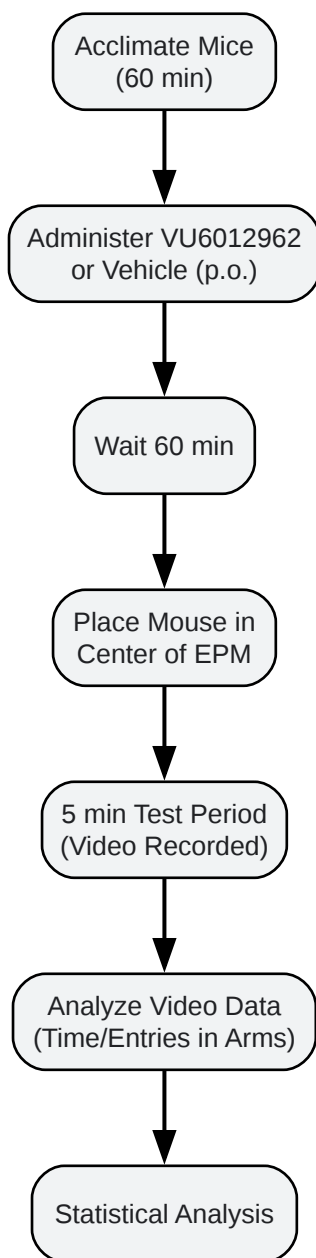 Acclimate Mice
(60 min)
Administer VU6012962
or Vehicle (p.o.)
Wait 60 min
Place Mouse in
Center of EPM
5 min Test Period
(Video Recorded)
Analyze Video Data
(Time/Entries in Arms)
Statistical Analysis